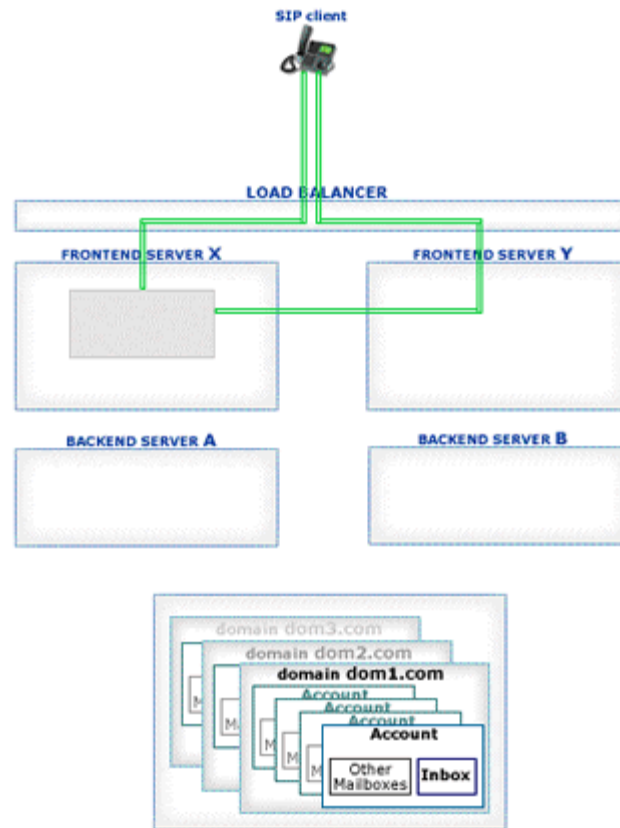 SIP client
LOAD BALANCER
FRONTEND SERVER X
FRONTEND SERVER Y
BACKEND SERVER A
BACKEND SERVER B
domain dom3.com
domain dom2.com
domain dom1.com
Account
Account
Account
Account
M
M
M
M
M
Other
Mailboxes
Inbox